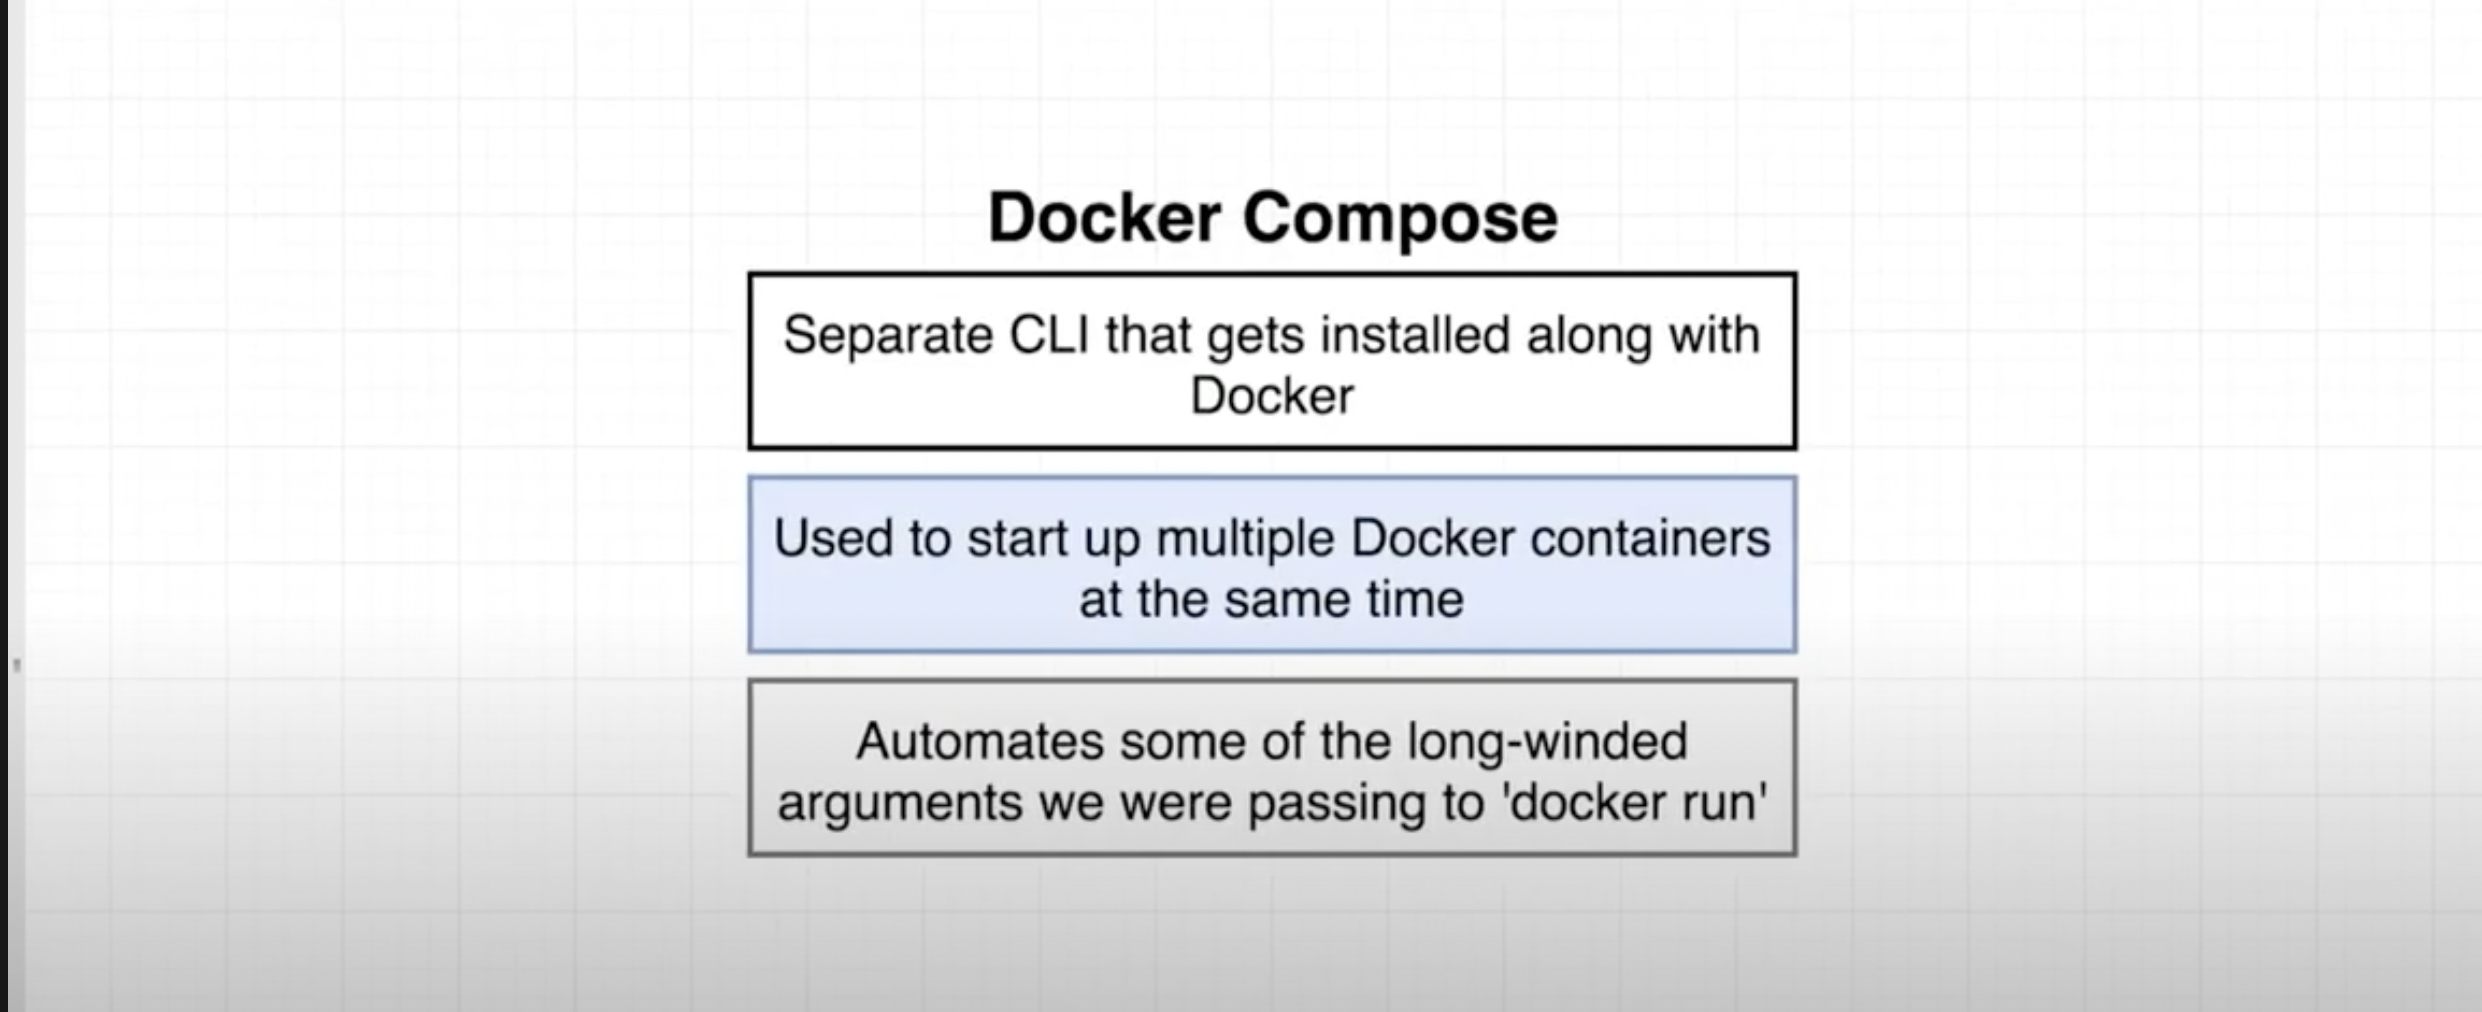 Docker Compose
Separate CLI that gets installed along with
Docker
Used to start up multiple Docker containers
at the same time
Automates some of the long-winded
arguments we were passing to 'docker run'